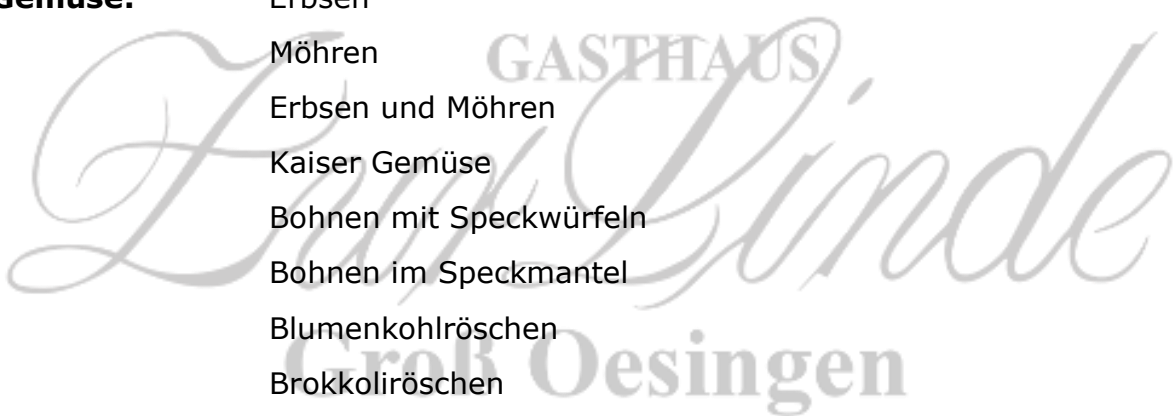 Gemüse: Erbsen
Möhren
Erbsen und Möhren
Kaiser Gemüse
Bohnen mit Speckwürfeln
Bohnen im Speckmantel
Blumenkohlröschen
Brokkoliröschen
GASTHAUS
Zur Linde
Groß Oesingen